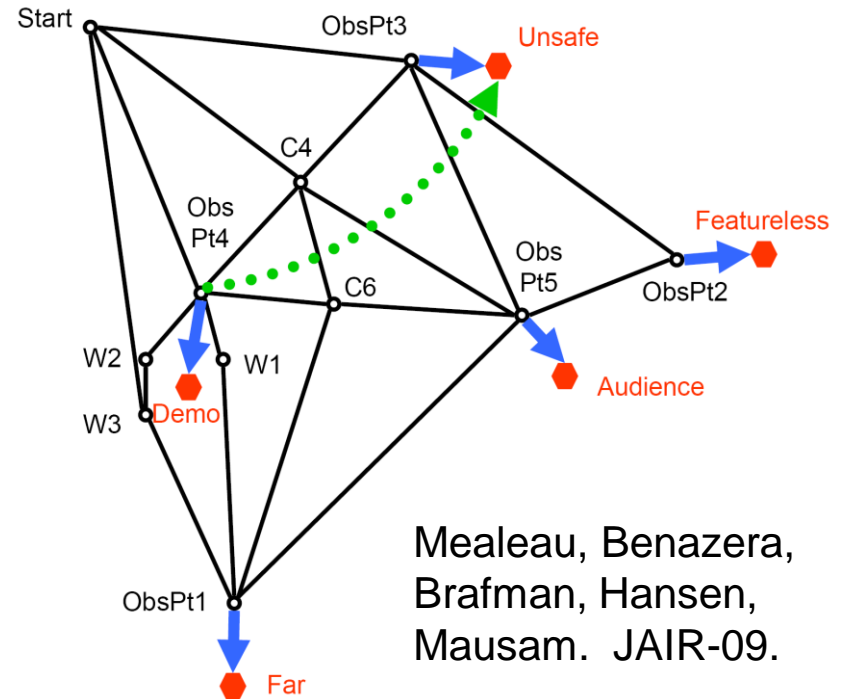 Start
ObsPt3
Unsafe
C4
Obs
Pt4
Featureless
Obs
Pt5
C6
ObsPt2
W2
W1
Audience
Demo
W3
Mealeau, Benazera,
Brafman, Hansen,
Mausam.  JAIR-09.
ObsPt1
Far